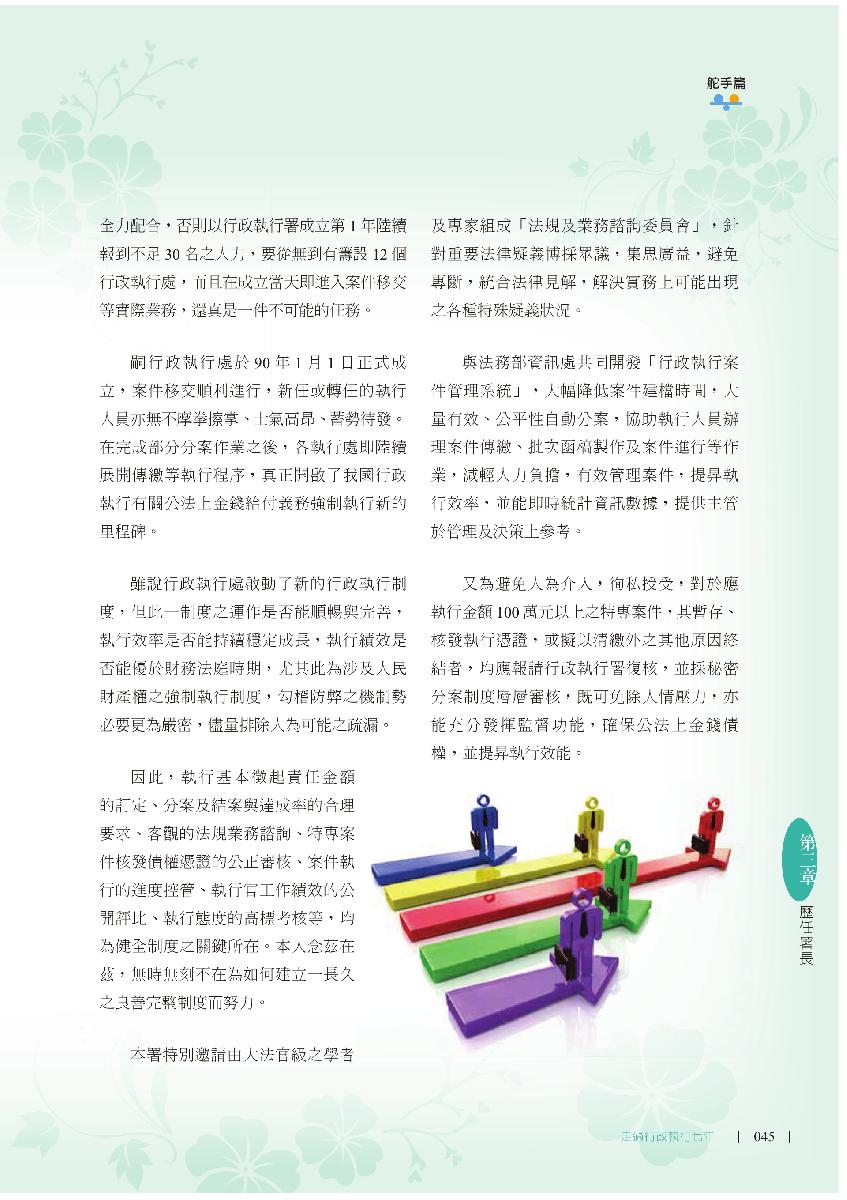 舵手篇
全力配合，否則以行政執行署成立第 1 年陸續
報到不足 30 名之人力，要從無到有籌設 12 個
行政執行處，而且在成立當天即進入案件移交
等實際業務，還真是一件不可能的任務。
嗣行政執行處於 90 年 1 月 1 日正式成
立，案件移交順利進行，新任或轉任的執行
人員亦無不摩拳擦掌、士氣高昂、蓄勢待發。
在完成部分分案作業之後，各執行處即陸續
展開傳繳等執行程序，真正開啟了我國行政
執行有關公法上金錢給付義務強制執行新的
里程碑。
雖說行政執行處啟動了新的行政執行制
度，但此一制度之運作是否能順暢與完善，
執行效率是否能持續穩定成長，執行績效是
否能優於財務法庭時期，尤其此為涉及人民
財產權之強制執行制度，勾稽防弊之機制勢
必要更為嚴密，儘量排除人為可能之疏漏。
因此，執行基本徵起責任金額
的訂定、分案及結案與達成率的合理
要求、客觀的法規業務諮詢、特專案
件核發債權憑證的公正審核、案件執
行的進度控管、執行官工作績效的公
開評比、執行態度的高標考核等，均
為健全制度之關鍵所在。本人念茲在
茲，無時無刻不在為如何建立一長久
之良善完整制度而努力。
本署特別邀請由大法官級之學者
及專家組成「法規及業務諮詢委員會」，針
對重要法律疑義博採眾議，集思廣益，避免
專斷，統合法律見解，解決實務上可能出現
之各種特殊疑義狀況。
與法務部資訊處共同開發「行政執行案
件管理系統」，大幅降低案件建檔時間，大
量有效、公平性自動分案，協助執行人員辦
理案件傳繳、批次函稿製作及案件進行等作
業，減輕人力負擔，有效管理案件，提昇執
行效率，並能即時統計資訊數據，提供主管
於管理及決策上參考。
又為避免人為介入，徇私授受，對於應
執行金額 100 萬元以上之特專案件，其暫存、
核發執行憑證，或擬以清繳外之其他原因終
結者，均應報請行政執行署復核，並採秘密
分案制度層層審核，既可免除人情壓力，亦
能充分發揮監督功能，確保公法上金錢債
權，並提昇執行效能。
第二章
歷任署長
走過行政執行七年 | 045 |